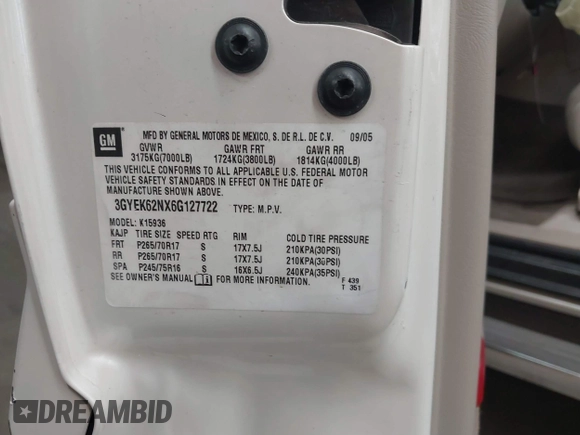 GM
MFD BY GENERAL MOTORS DE MEXICO, S. DE R.L. DE C.V. 09/05
GVWR GAWR FRT GAWR RR
3175KG(7000LB) 1724KG(3800LB) 1814KG(4000LB)
THIS VEHICLE CONFORMS TO ALL APPLICABLE U.S. FEDERAL MOTOR
VEHICLE SAFETY STANDARDS IN EFFECT ON THE DATE OF
MANUFACTURE SHOWN ABOVE.
3GYEK62NX6G127722 TYPE: M.P.V.
MODEL: K15936
KAJP TIRE SIZE SPEED RTG RIM COLD TIRE PRESSURE
FRT P265/70R17 S 17X7.5J 210KPA(30PSI)
RR P265/70R17 S 17X7.5J 210KPA(30PSI)
SPA P245/75R16 S 16X6.5J 240KPA(35PSI)
SEE OWNER'S MANUAL FOR MORE INFORMATION.
F 439
T 351
DREAMBID